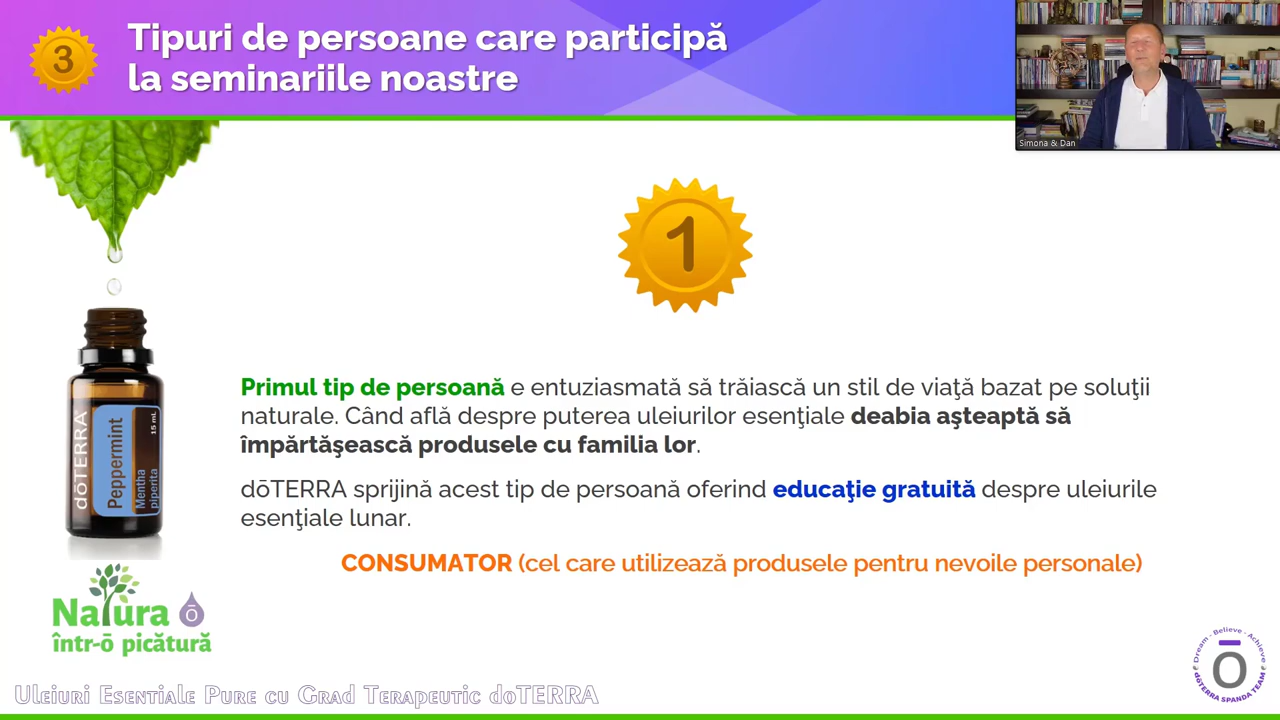 3
Tipuri de persoane care participă
la seminariile noastre
Simona & Dan
1
Primul tip de persoană e entuziasmată să trăiască un stil de viaţă bazat pe soluţii
naturale. Când află despre puterea uleiurilor esenţiale deabia aşteaptă să
împărtăşească produsele cu familia lor.
dōTERRA sprijină acest tip de persoană oferind educaţie gratuită despre uleiurile
esenţiale lunar.
CONSUMATOR (cel care utilizează produsele pentru nevoile personale)
dōTERRA
Peppermint
15 mL
Mentha
piperita
Natura ō
într-ō picătură
Dream - Believe - Achieve
ō
dōTERRA SPANDA TEAM
Uleiuri Esentiale Pure cu Grad Terapeutic doTERRA